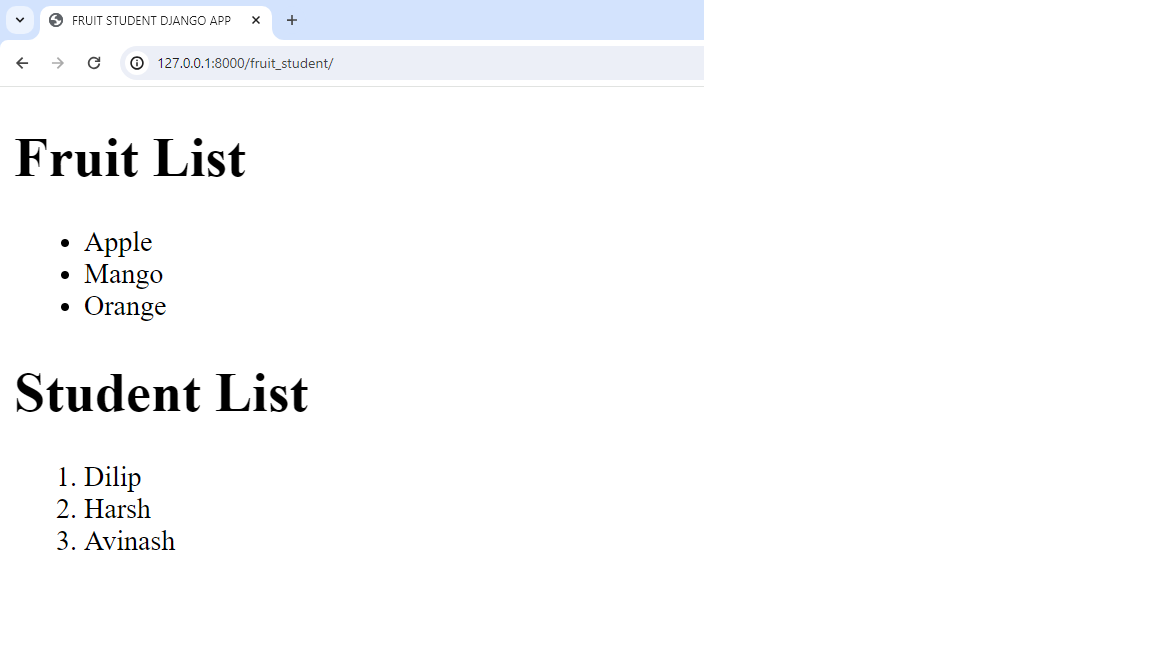 FRUIT STUDENT DJANGO APP
127.0.0.1:8000/fruit_student/
Fruit List
• Apple
• Mango
• Orange
Student List
1. Dilip
2. Harsh
3. Avinash